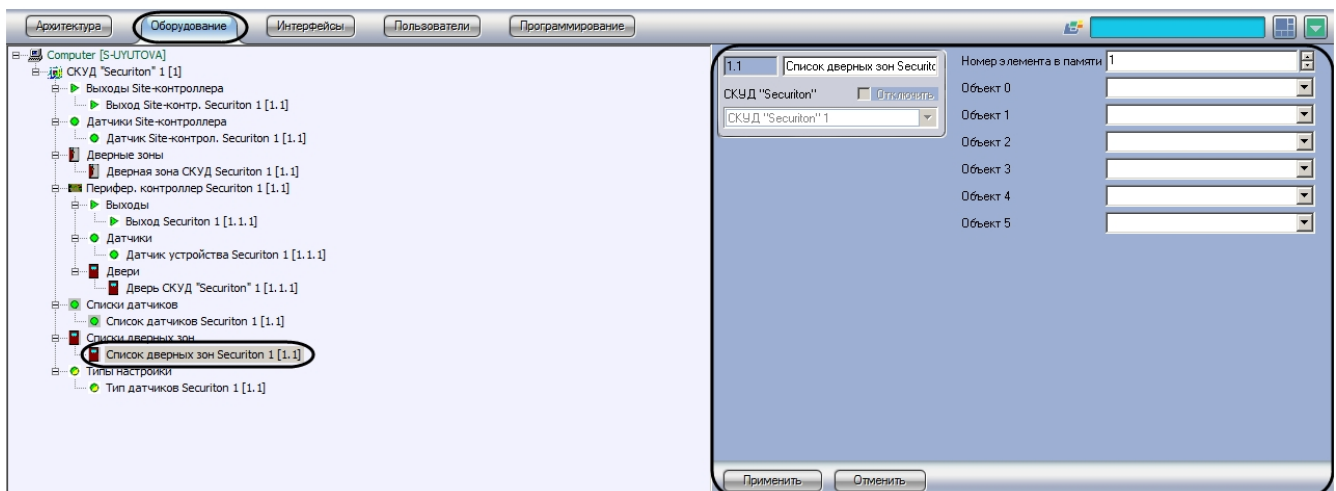 Архитектура Оборудование Интерфейсы Пользователи Программирование
Computer [S-UYUTOVA]
СКУД "Securiton" 1 [1]
Выходы Site-контроллера
Выход Site-контр. Securiton 1 [1.1]
Датчики Site-контроллера
Датчик Site-контрол. Securiton 1 [1.1]
Дверные зоны
Дверная зона СКУД Securiton 1 [1.1]
Перифер. контроллер Securiton 1 [1.1]
Выходы
Выход Securiton 1 [1.1.1]
Датчики
Датчик устройства Securiton 1 [1.1.1]
Двери
Дверь СКУД "Securiton" 1 [1.1.1]
Списки датчиков
Список датчиков Securiton 1 [1.1]
Списки дверных зон
Список дверных зон Securiton 1 [1.1]
Типы настройки
Тип датчиков Securiton 1 [1.1]
1.1 Список дверных зон Securitc
СКУД "Securiton" Отключить
СКУД "Securiton" 1
Номер элемента в памяти 1
Объект 0
Объект 1
Объект 2
Объект 3
Объект 4
Объект 5
Применить Отменить